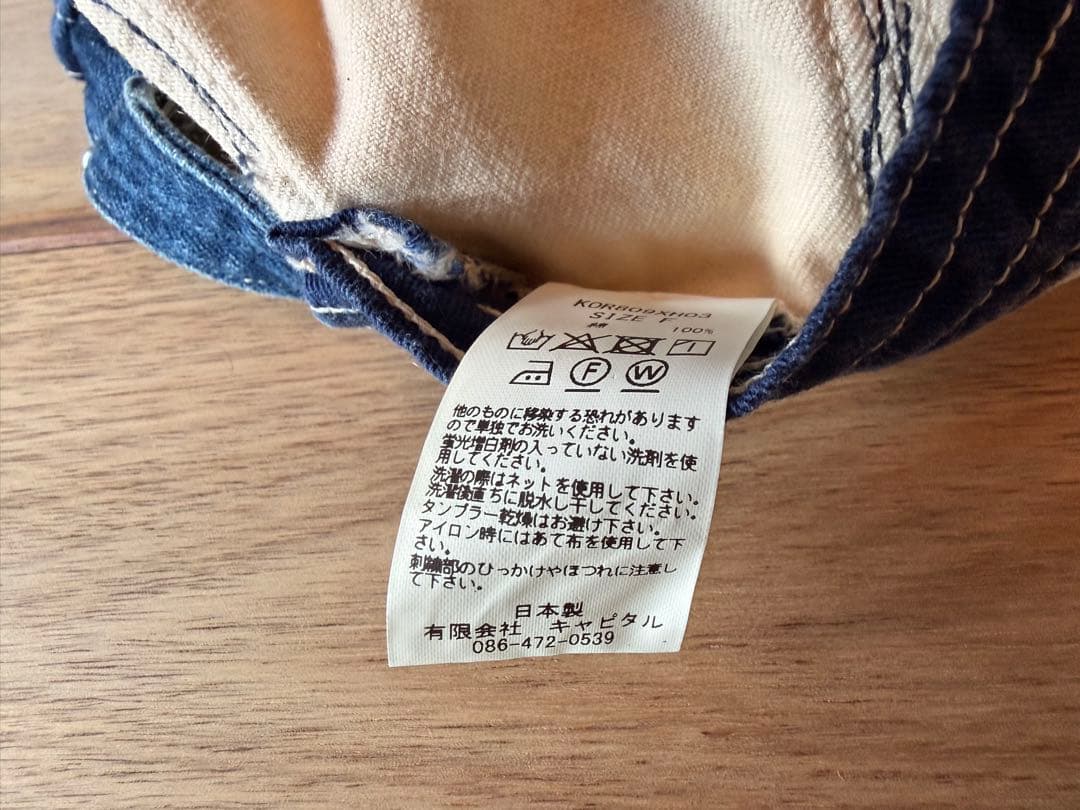 KOR809XH03
SIZE F
綿 100%
F W
他のものに移染する恐れがあります
ので単独でお洗いください。
蛍光増白剤の入っていない洗剤を使
用してください。
洗濯の際はネットを使用して下さい。
洗濯後直ちに脱水し干してください。
タンブラー乾燥はお避け下さい。
アイロン時にはあて布を使用して下
さい。
刺繍部のひっかけやほつれに注意し
て下さい。
日本製
有限会社 キャピタル
086-472-0539